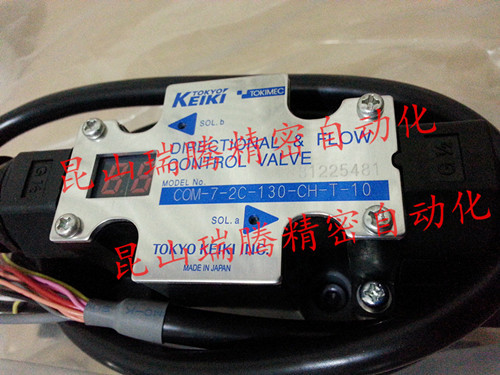 TOKYO
KEIKI
TOKIMEC
SOL.b
DIRECTIONAL & FLOW
CONTROL VALVE
昆山瑞腾精密自动化
1225481
MODEL No.
COM-7-2C-130-CH-T-10
SOL.a
昆山瑞腾精密自动化
TOKYO KEIKI INC.
MADE IN JAPAN